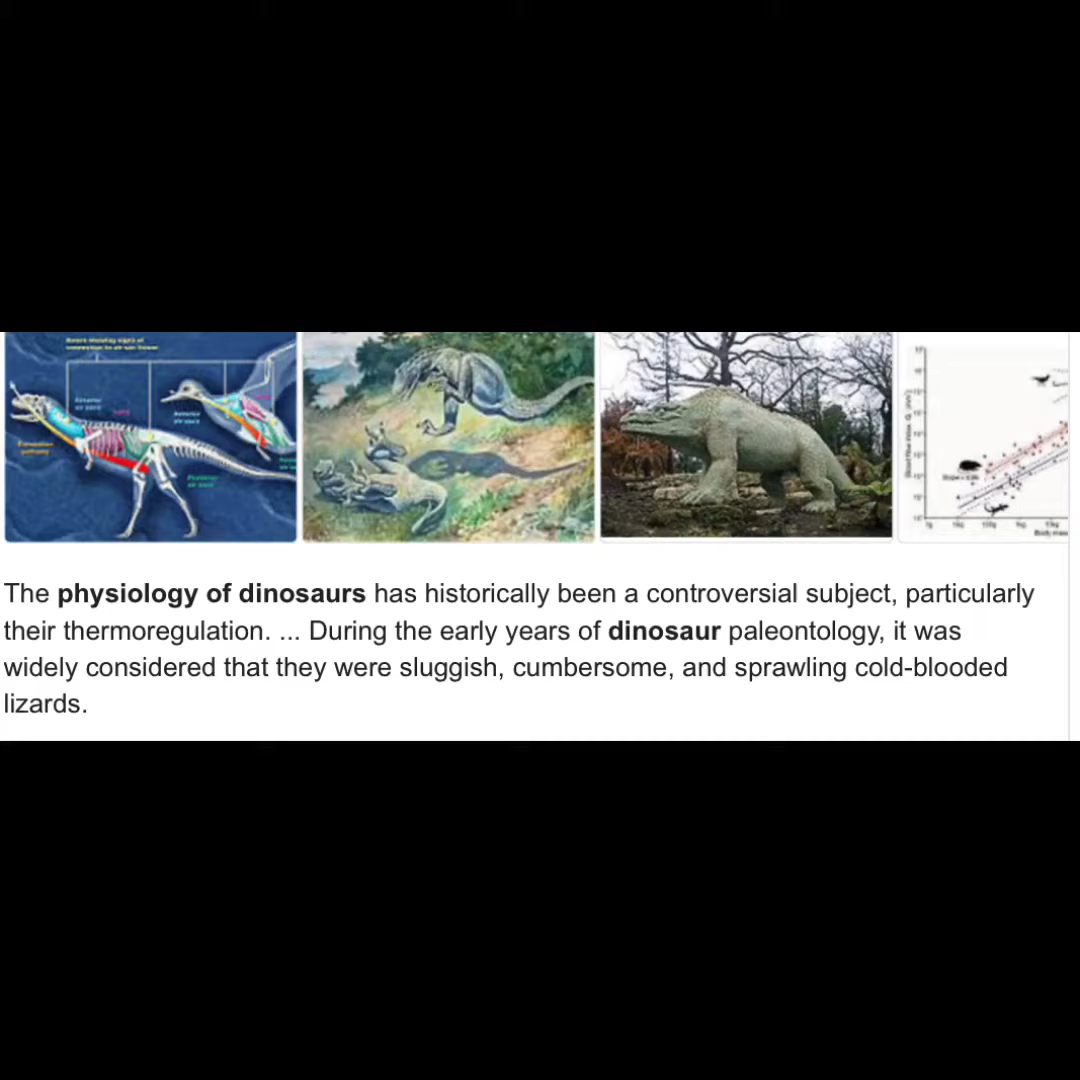 The physiology of dinosaurs has historically been a controversial subject, particularly
their thermoregulation. ... During the early years of dinosaur paleontology, it was
widely considered that they were sluggish, cumbersome, and sprawling cold-blooded
lizards.